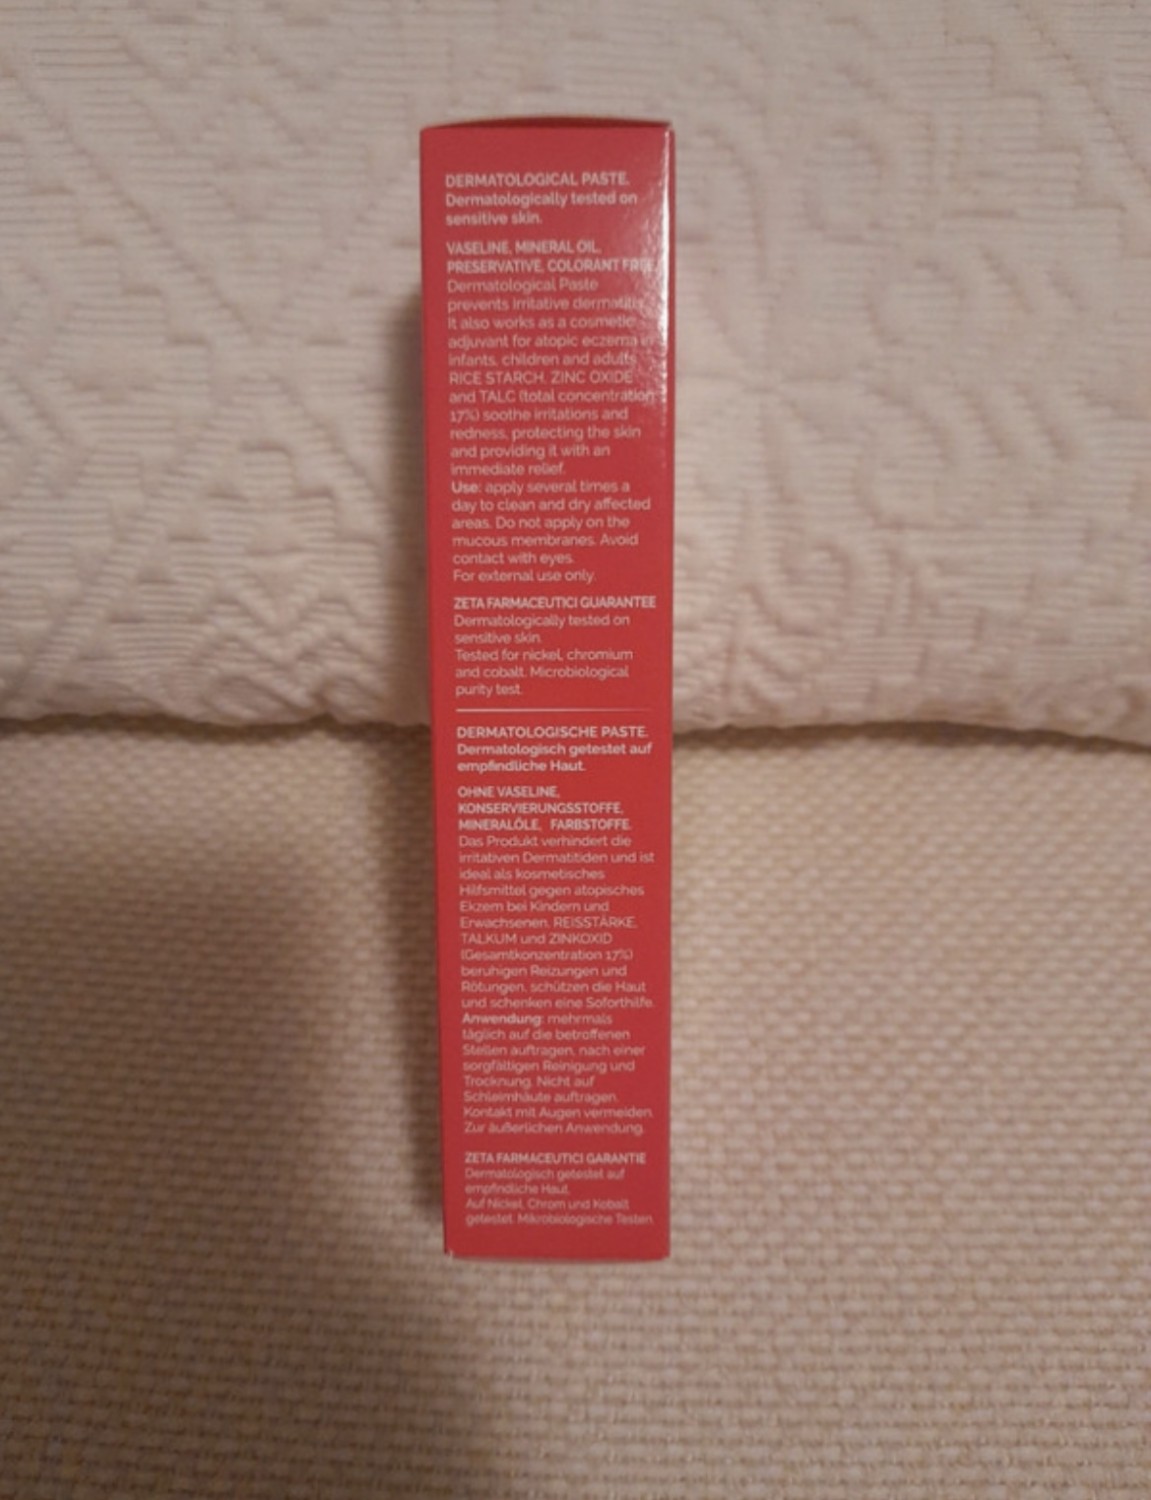 DERMATOLOGICAL PASTE.
Dermatologically tested on
sensitive skin.
VASELINE, MINERAL OIL,
PRESERVATIVE, COLORANT FREE
Dermatological Paste
prevents irritative dermatitis.
It also works as a cosmetic
adjuvant for atopic eczema in
infants, children and adults.
RICE STARCH, ZINC OXIDE
and TALC (total concentration
17%) soothe irritations and
redness, protecting the skin
and providing it with an
immediate relief.
Use: apply several times a
day to clean and dry affected
areas. Do not apply on the
mucous membranes. Avoid
contact with eyes.
For external use only.
ZETA FARMACEUTICI GUARANTEE
Dermatologically tested on
sensitive skin.
Tested for nickel, chromium
and cobalt. Microbiological
purity test.
DERMATOLOGISCHE PASTE.
Dermatologisch getestet auf
empfindliche Haut.
OHNE VASELINE,
KONSERVIERUNGSSTOFFE,
MINERALÖLE, FARBSTOFFE.
Das Produkt verhindert die
irritativen Dermatitiden und ist
ideal als kosmetisches
Hilfsmittel gegen atopisches
Ekzem bei Kindern und
Erwachsenen. REISSTÄRKE,
TALKUM und ZINKOXID
(Gesamtkonzentration 17%)
beruhigen Reizungen und
Rötungen, schützen die Haut
und schenken eine Soforthilfe.
Anwendung: mehrmals
täglich auf die betroffenen
Stellen auftragen, nach einer
sorgfältigen Reinigung und
Trocknung. Nicht auf
Schleimhäute auftragen.
Kontakt mit Augen vermeiden.
Zur äußerlichen Anwendung.
ZETA FARMACEUTICI GARANTIE
Dermatologisch getestet auf
empfindliche Haut.
Auf Nickel, Chrom und Kobalt
getestet. Mikrobiologische Testen.